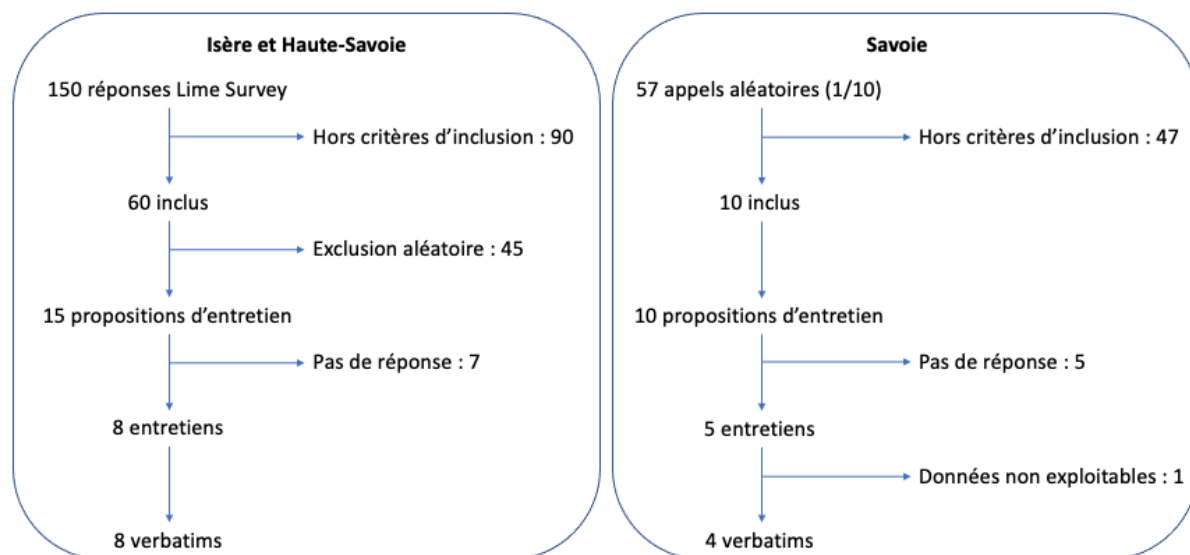 Isère et Haute-Savoie
150 réponses Lime Survey
Hors critères d’inclusion : 90
60 inclus
Exclusion aléatoire : 45
15 propositions d’entretien
Pas de réponse : 7
8 entretiens
8 verbatims
Savoie
57 appels aléatoires (1/10)
Hors critères d’inclusion : 47
10 inclus
10 propositions d’entretien
Pas de réponse : 5
5 entretiens
Données non exploitables : 1
4 verbatims